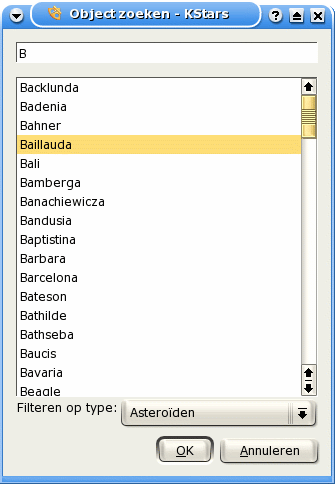 Object zoeken - KStars
B
Backlunda
Badenia
Bahner
Baillauda
Bali
Bamberga
Banachiewicza
Bandusia
Baptistina
Barbara
Barcelona
Bateson
Bathilde
Bathseba
Baucis
Bavaria
Beagle
Filteren op type: Asteroïden
OK Annuleren